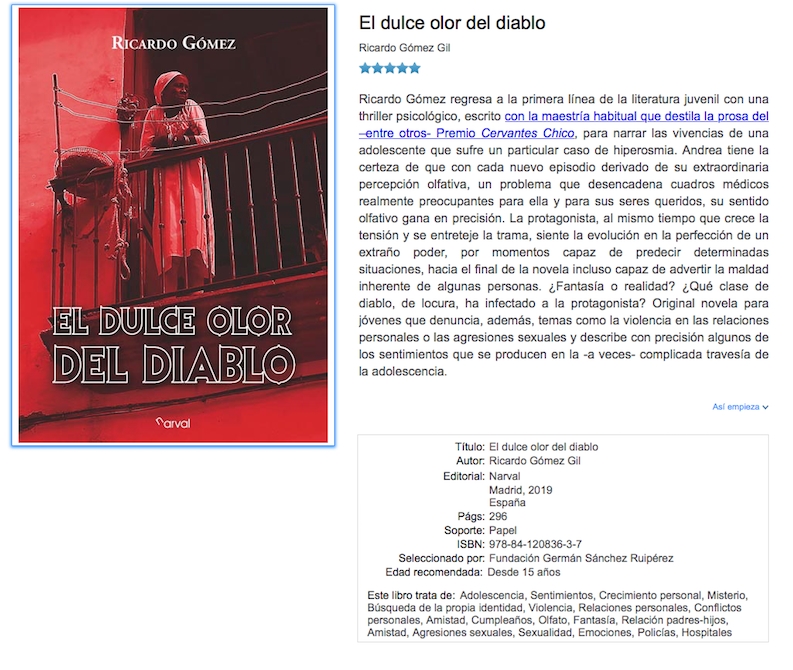 RICARDO GÓMEZ
EL DULCE OLOR
DEL DIABLO
narval
El dulce olor del diablo
Ricardo Gómez Gil
Ricardo Gómez regresa a la primera línea de la literatura juvenil con una
thriller psicológico, escrito con la maestría habitual que destila la prosa del
–entre otros- Premio Cervantes Chico, para narrar las vivencias de una
adolescente que sufre un particular caso de hiperosmia. Andrea tiene la
certeza de que con cada nuevo episodio derivado de su extraordinaria
percepción olfativa, un problema que desencadena cuadros médicos
realmente preocupantes para ella y para sus seres queridos, su sentido
olfativo gana en precisión. La protagonista, al mismo tiempo que crece la
tensión y se entreteje la trama, siente la evolución en la perfección de un
extraño poder, por momentos capaz de predecir determinadas
situaciones, hacia el final de la novela incluso capaz de advertir la maldad
inherente de algunas personas. ¿Fantasía o realidad? ¿Qué clase de
diablo, de locura, ha infectado a la protagonista? Original novela para
jóvenes que denuncia, además, temas como la violencia en las relaciones
personales o las agresiones sexuales y describe con precisión algunos de
los sentimientos que se producen en la -a veces- complicada travesía de
la adolescencia.
Así empieza
Título: El dulce olor del diablo
Autor: Ricardo Gómez Gil
Editorial: Narval
Madrid, 2019
España
Págs: 296
Soporte: Papel
ISBN: 978-84-120836-3-7
Seleccionado por: Fundación Germán Sánchez Ruipérez
Edad recomendada: Desde 15 años
Este libro trata de: Adolescencia, Sentimientos, Crecimiento personal, Misterio,
Búsqueda de la propia identidad, Violencia, Relaciones personales, Conflictos
personales, Amistad, Cumpleaños, Olfato, Fantasía, Relación padres-hijos,
Amistad, Agresiones sexuales, Sexualidad, Emociones, Policías, Hospitales